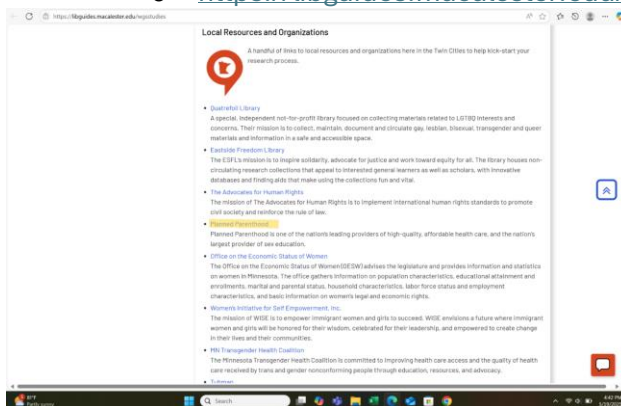 https://libguides.macalester.edu/wgsstudies
Local Resources and Organizations
A handful of links to local resources and organizations here in the Twin Cities to help kick-start your
research process.
Quatrefoil Library
A special, independent not-for-profit library focused on collecting materials related to LGTBQ interests and
concerns. Their mission is to collect, maintain, document and circulate gay, lesbian, bisexual, transgender and queer
materials and information in a safe and accessible space.
Eastside Freedom Library
The ESFL's mission is to inspire solidarity, advocate for justice and work toward equity for all. The library houses non-
circulating research collections that appeal to interested general learners as well as scholars, with innovative
databases and finding aids that make using the collections fun and vital.
The Advocates for Human Rights
The mission of The Advocates for Human Rights is to implement international human rights standards to promote
civil society and reinforce the rule of law.
Planned Parenthood
Planned Parenthood is one of the nation's leading providers of high-quality, affordable health care, and the nation's
largest provider of sex education.
Office on the Economic Status of Women
The Office on the Economic Status of Women (OESW) advises the legislature and provides information and statistics
on women in Minnesota. The office gathers information on population characteristics, educational attainment and
enrollments, marital and parental status, household characteristics, labor force status and employment
characteristics, and basic information on women's legal and economic rights.
Women's Initiative for Self Empowerment, Inc.
The mission of WISE is to empower immigrant women and girls to succeed. WISE envisions a future where immigrant
women and girls will be honored for their wisdom, celebrated for their leadership, and empowered to create change
in their lives and their communities.
MN Transgender Health Coalition
The Minnesota Transgender Health Coalition is committed to improving health care access and the quality of health
care received by trans and gender nonconforming people through education, resources, and advocacy.
Tubman
Search
4:42 PM